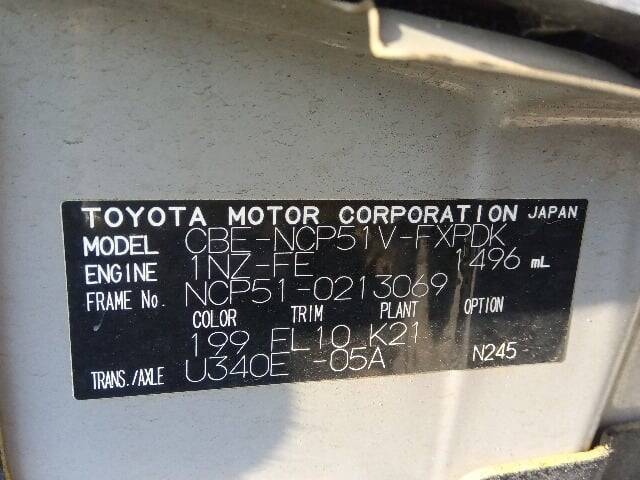 TOYOTA MOTOR CORPORATION JAPAN
MODEL CBE-NCP51V-FXPDK
ENGINE 1NZ-FE 1496 mL
FRAME No. NCP51-0213069
COLOR TRIM PLANT OPTION
199 FL10 K21
TRANS./AXLE U340E -05A N245